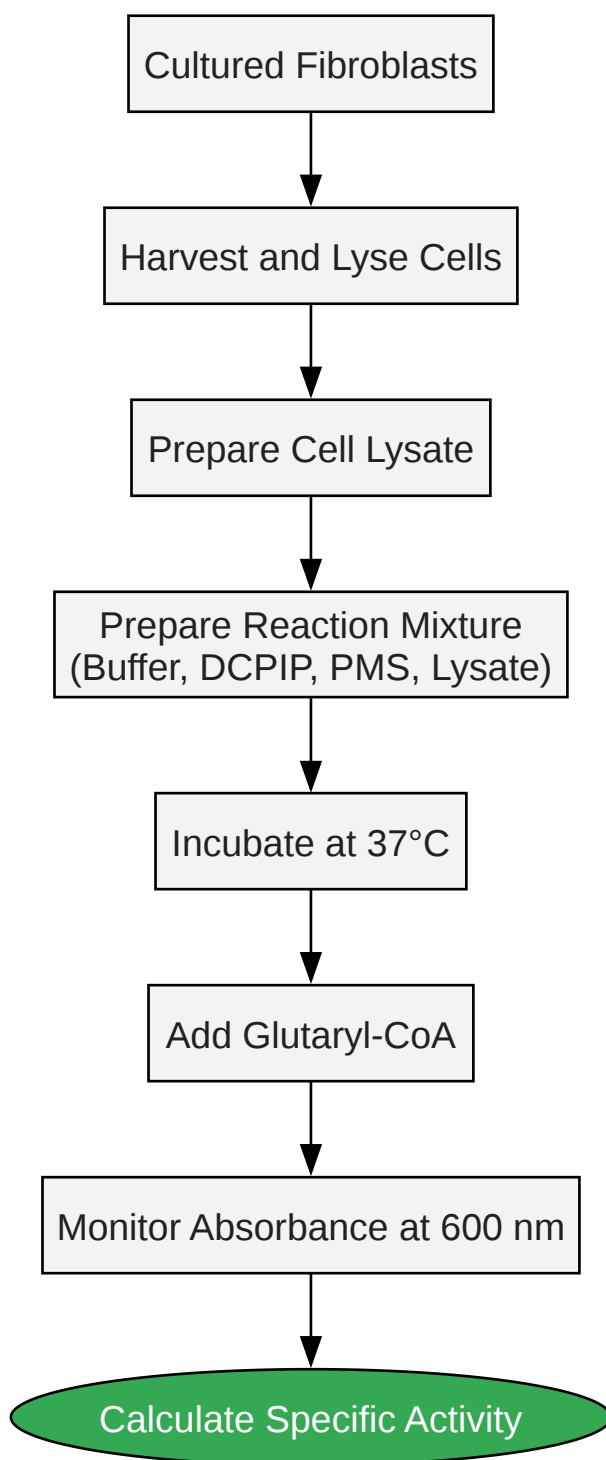 Cultured Fibroblasts
Harvest and Lyse Cells
Prepare Cell Lysate
Prepare Reaction Mixture
(Buffer, DCPIP, PMS, Lysate)
Incubate at 37°C
Add Glutaryl-CoA
Monitor Absorbance at 600 nm
Calculate Specific Activity